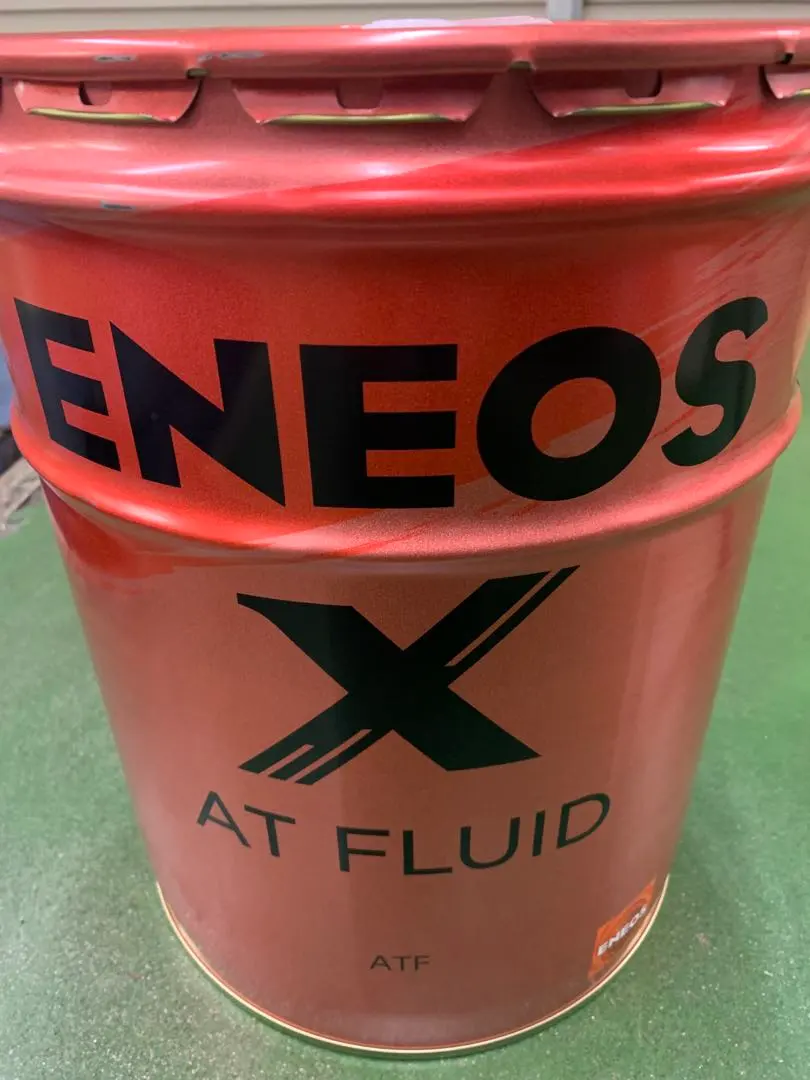 ENEOS
X
AT FLUID
ATF
ENEOS